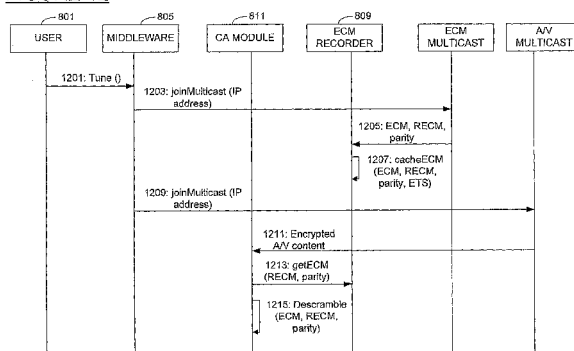 801
805
811
809
USER
MIDDLEWARE
CA MODULE
ECM
RECORDER
ECM
MULTICAST
A/V
MULTICAST
1201: Tune ()
1203: joinMulticast (IP
address)
1205: ECM, RECM,
parity
1207: cacheECM
(ECM, RECM,
parity, ETS)
1209: joinMulticast (IP
address)
1211: Encrypted
A/V content
1213: getECM
(RECM, parity)
1215: Descramble
(ECM, RECM,
parity)